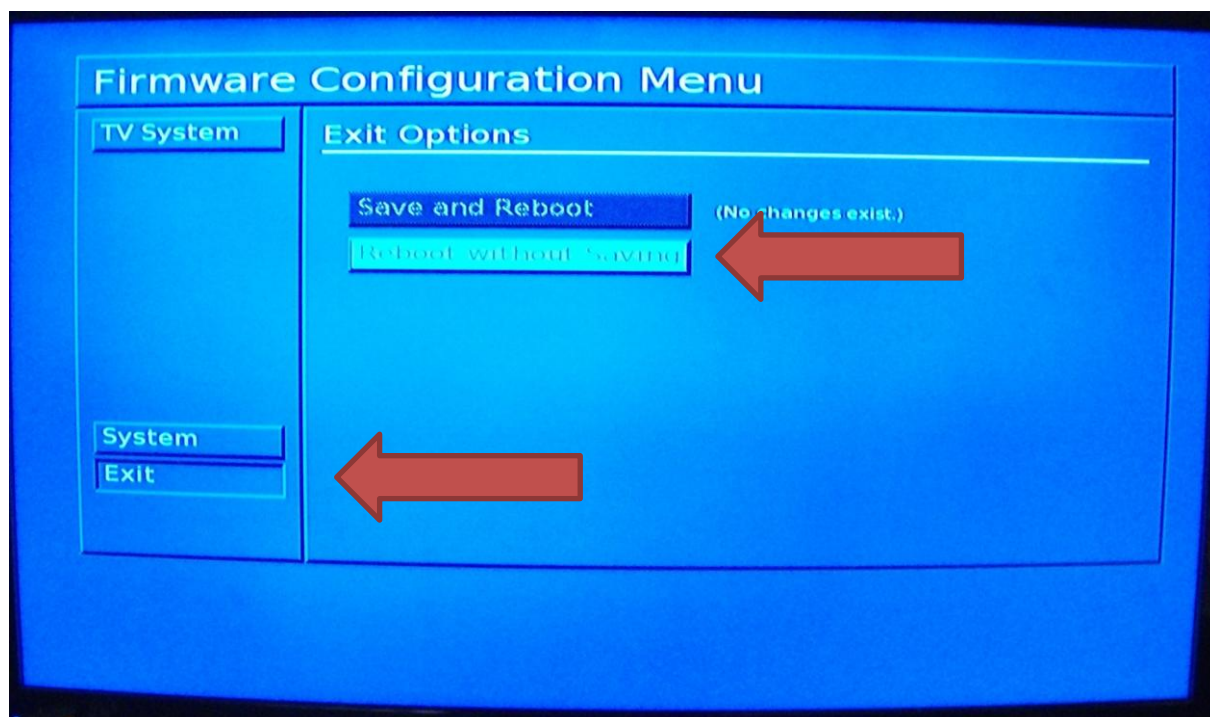 Firmware Configuration Menu
TV System
Exit Options
Save and Reboot
(No changes exist.)
Reboot without Saving
System
Exit